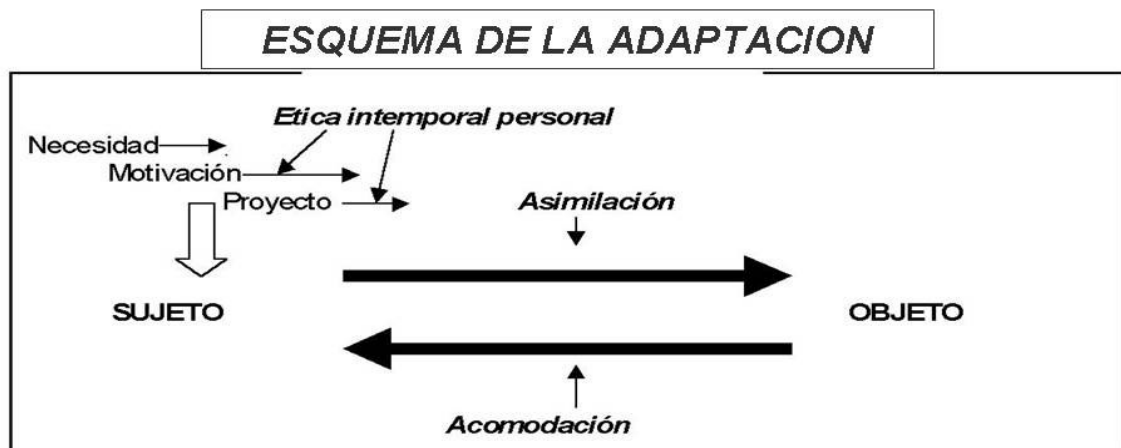 ESQUEMA DE LA ADAPTACION
Etica intemporal personal
Necesidad
Motivación
Proyecto
Asimilación
SUJETO
OBJETO
Acomodación